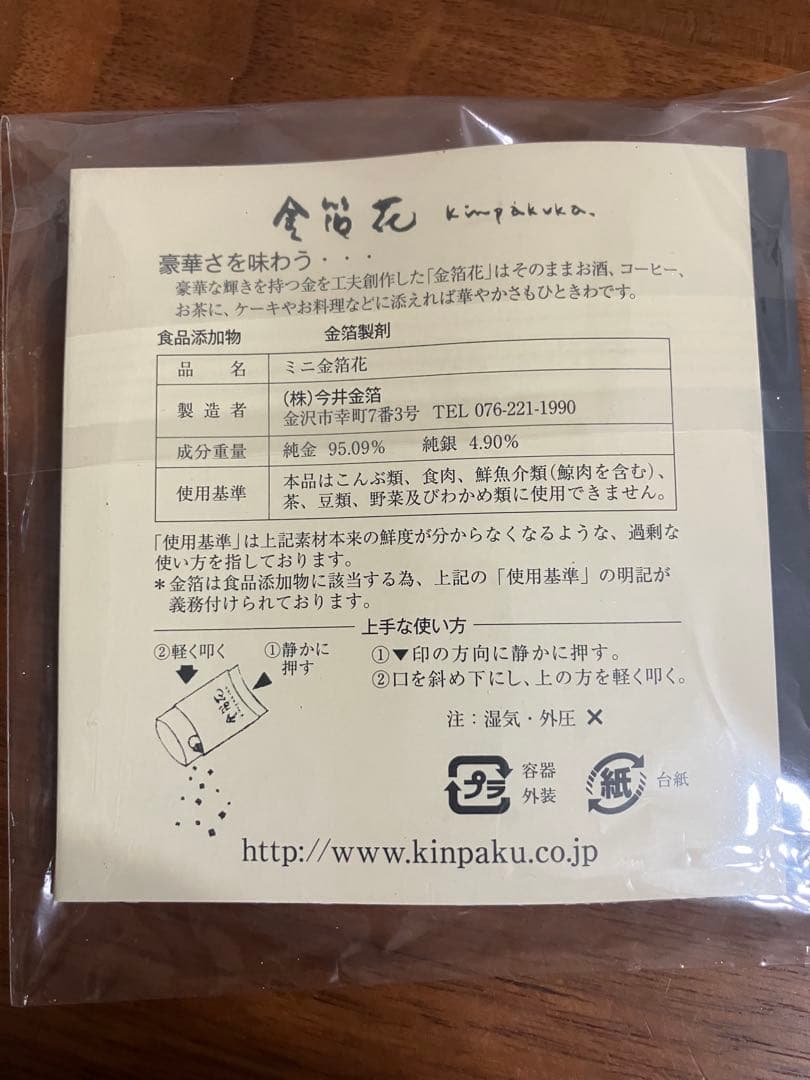 金箔花 kinpakuka.
豪華さを味わう・・・
豪華な輝きを持つ金を工夫創作した「金箔花」はそのままお酒、コーヒー、
お茶に、ケーキやお料理などに添えれば華やかさもひときわです。
食品添加物 金箔製剤
品名 ミニ金箔花
製造者 (株)今井金箔
金沢市幸町7番3号 TEL 076-221-1990
成分重量 純金 95.09% 純銀 4.90%
使用基準 本品はこんぶ類、食肉、鮮魚介類(鯨肉を含む)、
茶、豆類、野菜及びわかめ類に使用できません。
「使用基準」は上記素材本来の鮮度が分からなくなるような、過剰な
使い方を指しております。
*金箔は食品添加物に該当する為、上記の「使用基準」の明記が
義務付けられております。
上手な使い方
②軽く叩く ①静かに
押す
①▼印の方向に静かに押す。
②口を斜め下にし、上の方を軽く叩く。
注:湿気・外圧 ×
プラ 容器
外装
紙 台紙
http://www.kinpaku.co.jp